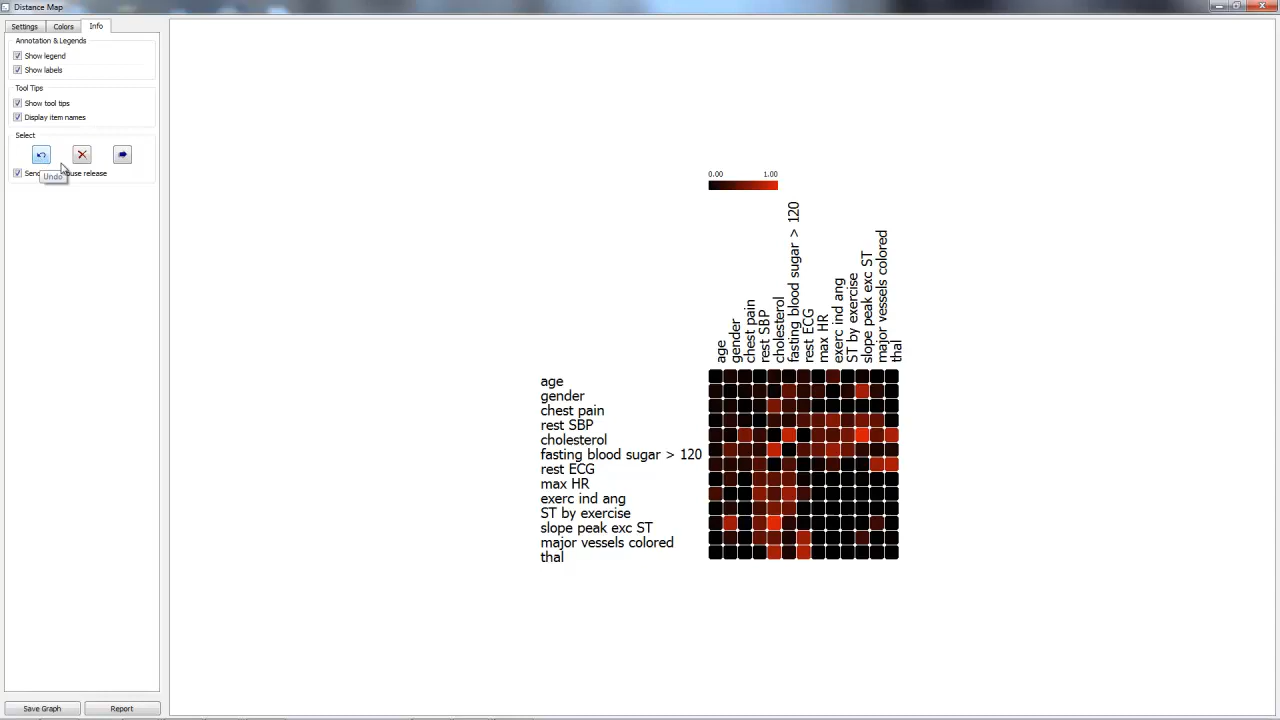 Distance Map
Settings Colors Info
Annotation & Legends
Show legend
Show labels
Tool Tips
Show tool tips
Display item names
Select
Send use release
Undo
Save Graph Report
0.00 1.00
age
gender
chest pain
rest SBP
cholesterol
fasting blood sugar > 120
rest ECG
max HR
exerc ind ang
ST by exercise
slope peak exc ST
major vessels colored
thal
age
gender
chest pain
rest SBP
cholesterol
fasting blood sugar > 120
rest ECG
max HR
exerc ind ang
ST by exercise
slope peak exc ST
major vessels colored
thal